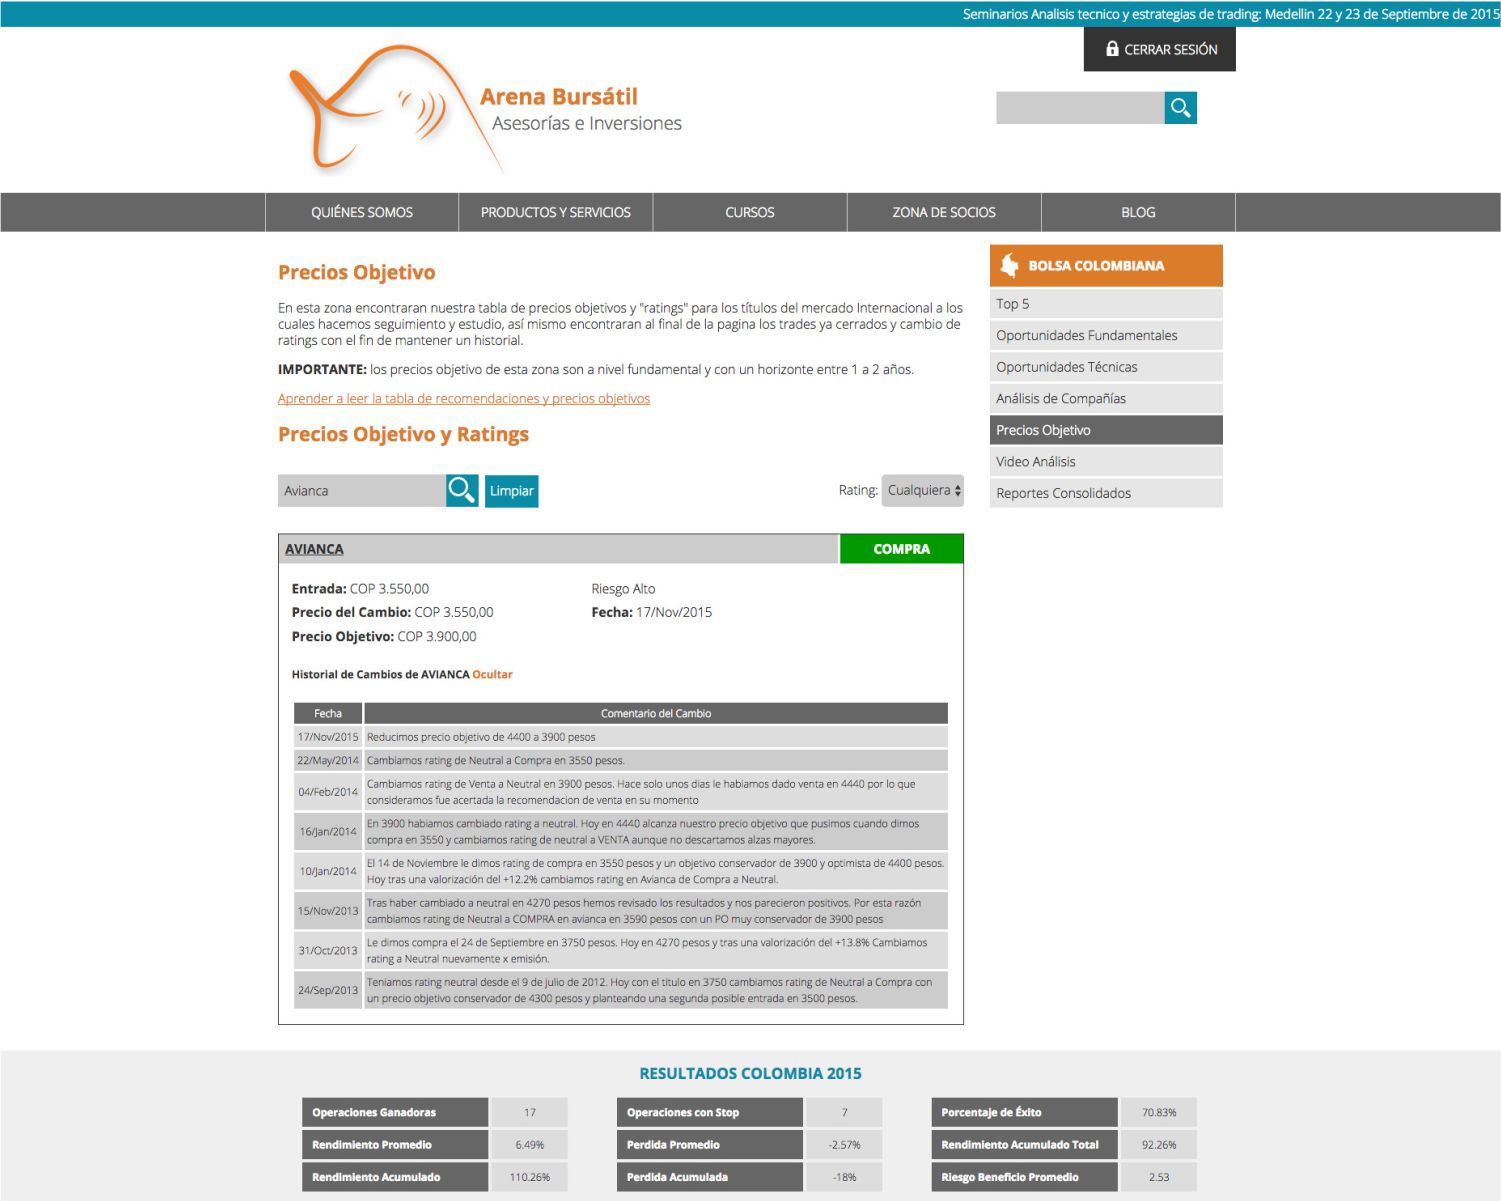 Seminarios Analisis tecnico y estrategias de trading: Medellin 22 y 23 de Septiembre de 2015
CERRAR SESIÓN
Arena Bursátil
Asesorías e Inversiones
QUIÉNES SOMOS
PRODUCTOS Y SERVICIOS
CURSOS
ZONA DE SOCIOS
BLOG
Precios Objetivo
En esta zona encontraran nuestra tabla de precios objetivos y "ratings" para los títulos del mercado Internacional a los
cuales hacemos seguimiento y estudio, así mismo encontraran al final de la pagina los trades ya cerrados y cambio de
ratings con el fin de mantener un historial.
IMPORTANTE: los precios objetivo de esta zona son a nivel fundamental y con un horizonte entre 1 a 2 años.
Aprender a leer la tabla de recomendaciones y precios objetivos
Precios Objetivo y Ratings
Avianca
Limpiar
Rating: Cualquiera
BOLSA COLOMBIANA
Top 5
Oportunidades Fundamentales
Oportunidades Técnicas
Análisis de Compañías
Precios Objetivo
Video Análisis
Reportes Consolidados
AVIANCA
COMPRA
Entrada: COP 3.550,00
Riesgo Alto
Precio del Cambio: COP 3.550,00
Fecha: 17/Nov/2015
Precio Objetivo: COP 3.900,00
Historial de Cambios de AVIANCA Ocultar
Fecha
Comentario del Cambio
17/Nov/2015
Reducimos precio objetivo de 4400 a 3900 pesos
22/May/2014
Cambiamos rating de Neutral a Compra en 3550 pesos.
04/Feb/2014
Cambiamos rating de Venta a Neutral en 3900 pesos. Hace solo unos dias le habiamos dado venta en 4440 por lo que
consideramos fue acertada la recomendacion de venta en su momento
16/Jan/2014
En 3900 habiamos cambiado rating a neutral. Hoy en 4440 alcanza nuestro precio objetivo que pusimos cuando dimos
compra en 3550 y cambiamos rating de neutral a VENTA aunque no descartamos alzas mayores.
10/Jan/2014
El 14 de Noviembre le dimos rating de compra en 3550 pesos y un objetivo conservador de 3900 y optimista de 4400 pesos.
Hoy tras una valorización del +12.2% cambiamos rating en Avianca de Compra a Neutral.
15/Nov/2013
Tras haber cambiado a neutral en 4270 pesos hemos revisado los resultados y nos parecieron positivos. Por esta razón
cambiamos rating de Neutral a COMPRA en avianca en 3590 pesos con un PO muy conservador de 3900 pesos
31/Oct/2013
Le dimos compra el 24 de Septiembre en 3750 pesos. Hoy en 4270 pesos y tras una valorización del +13.8% Cambiamos
rating a Neutral nuevamente x emisión.
24/Sep/2013
Teniamos rating neutral desde el 9 de julio de 2012. Hoy con el titulo en 3750 cambiamos rating de Neutral a Compra con
un precio objetivo conservador de 4300 pesos y planteando una segunda posible entrada en 3500 pesos.
RESULTADOS COLOMBIA 2015
Operaciones Ganadoras 17
Operaciones con Stop 7
Porcentaje de Éxito 70.83%
Rendimiento Promedio 6.49%
Perdida Promedio -2.57%
Rendimiento Acumulado Total 92.26%
Rendimiento Acumulado 110.26%
Perdida Acumulada -18%
Riesgo Beneficio Promedio 2.53